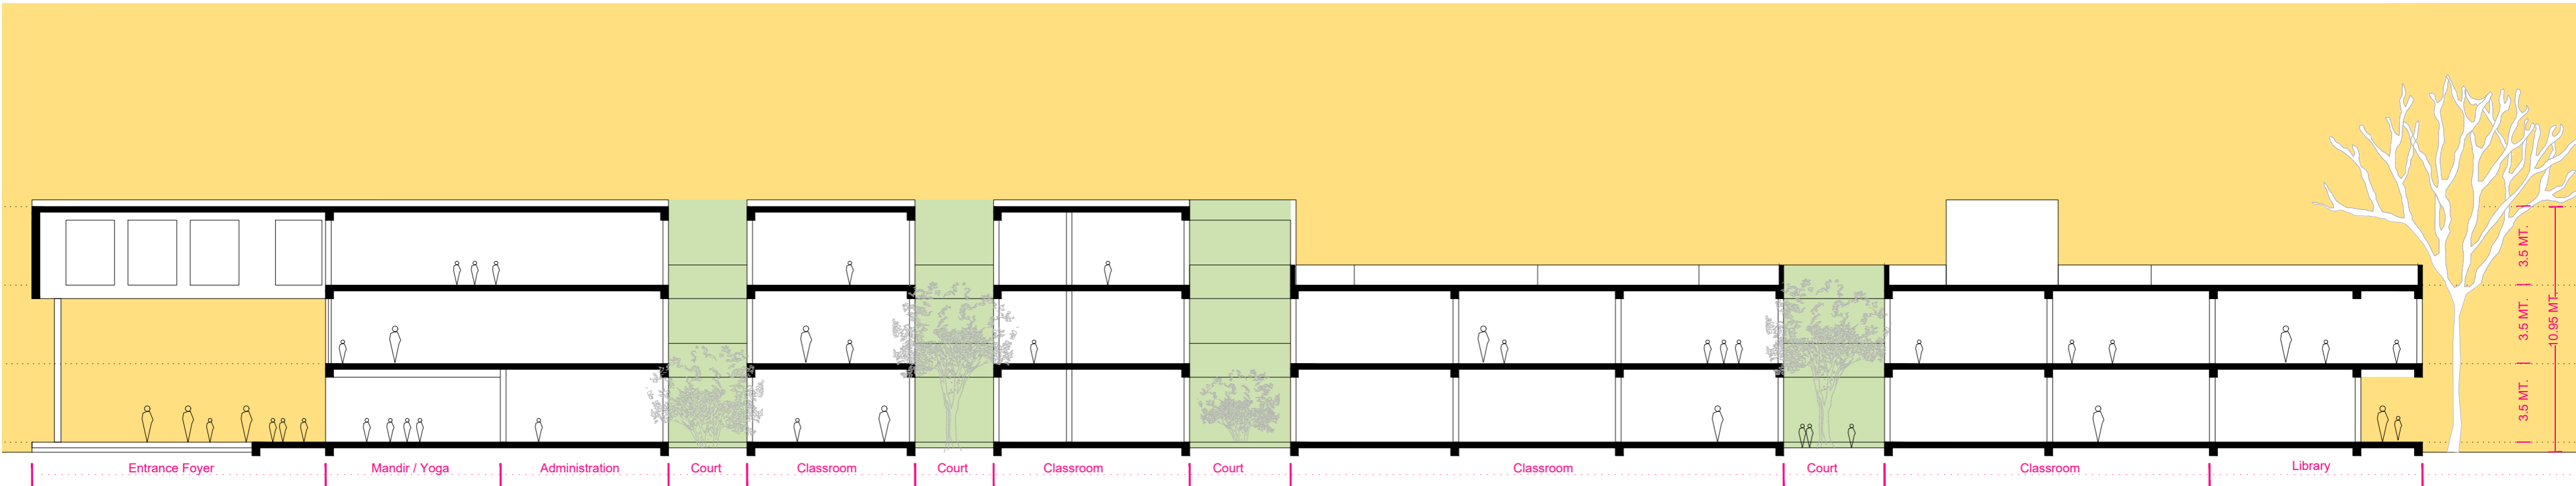 3.5 MT.
3.5 MT.
3.5 MT.
10.95 MT.
Entrance Foyer
Mandir / Yoga
Administration
Court
Classroom
Court
Classroom
Court
Classroom
Court
Classroom
Library